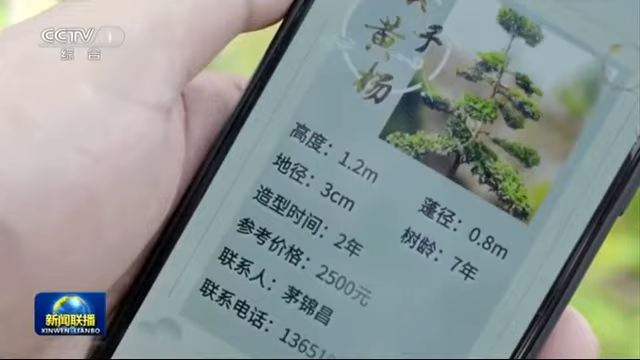 CCTV 1
综合
子
黄
杨
高度：1.2m
地径：3cm 蓬径：0.8m
造型时间：2年 树龄：7年
参考价格：2500元
联系人：茅锦昌
联系电话：13651
新闻联播
XINWEN LIANBO